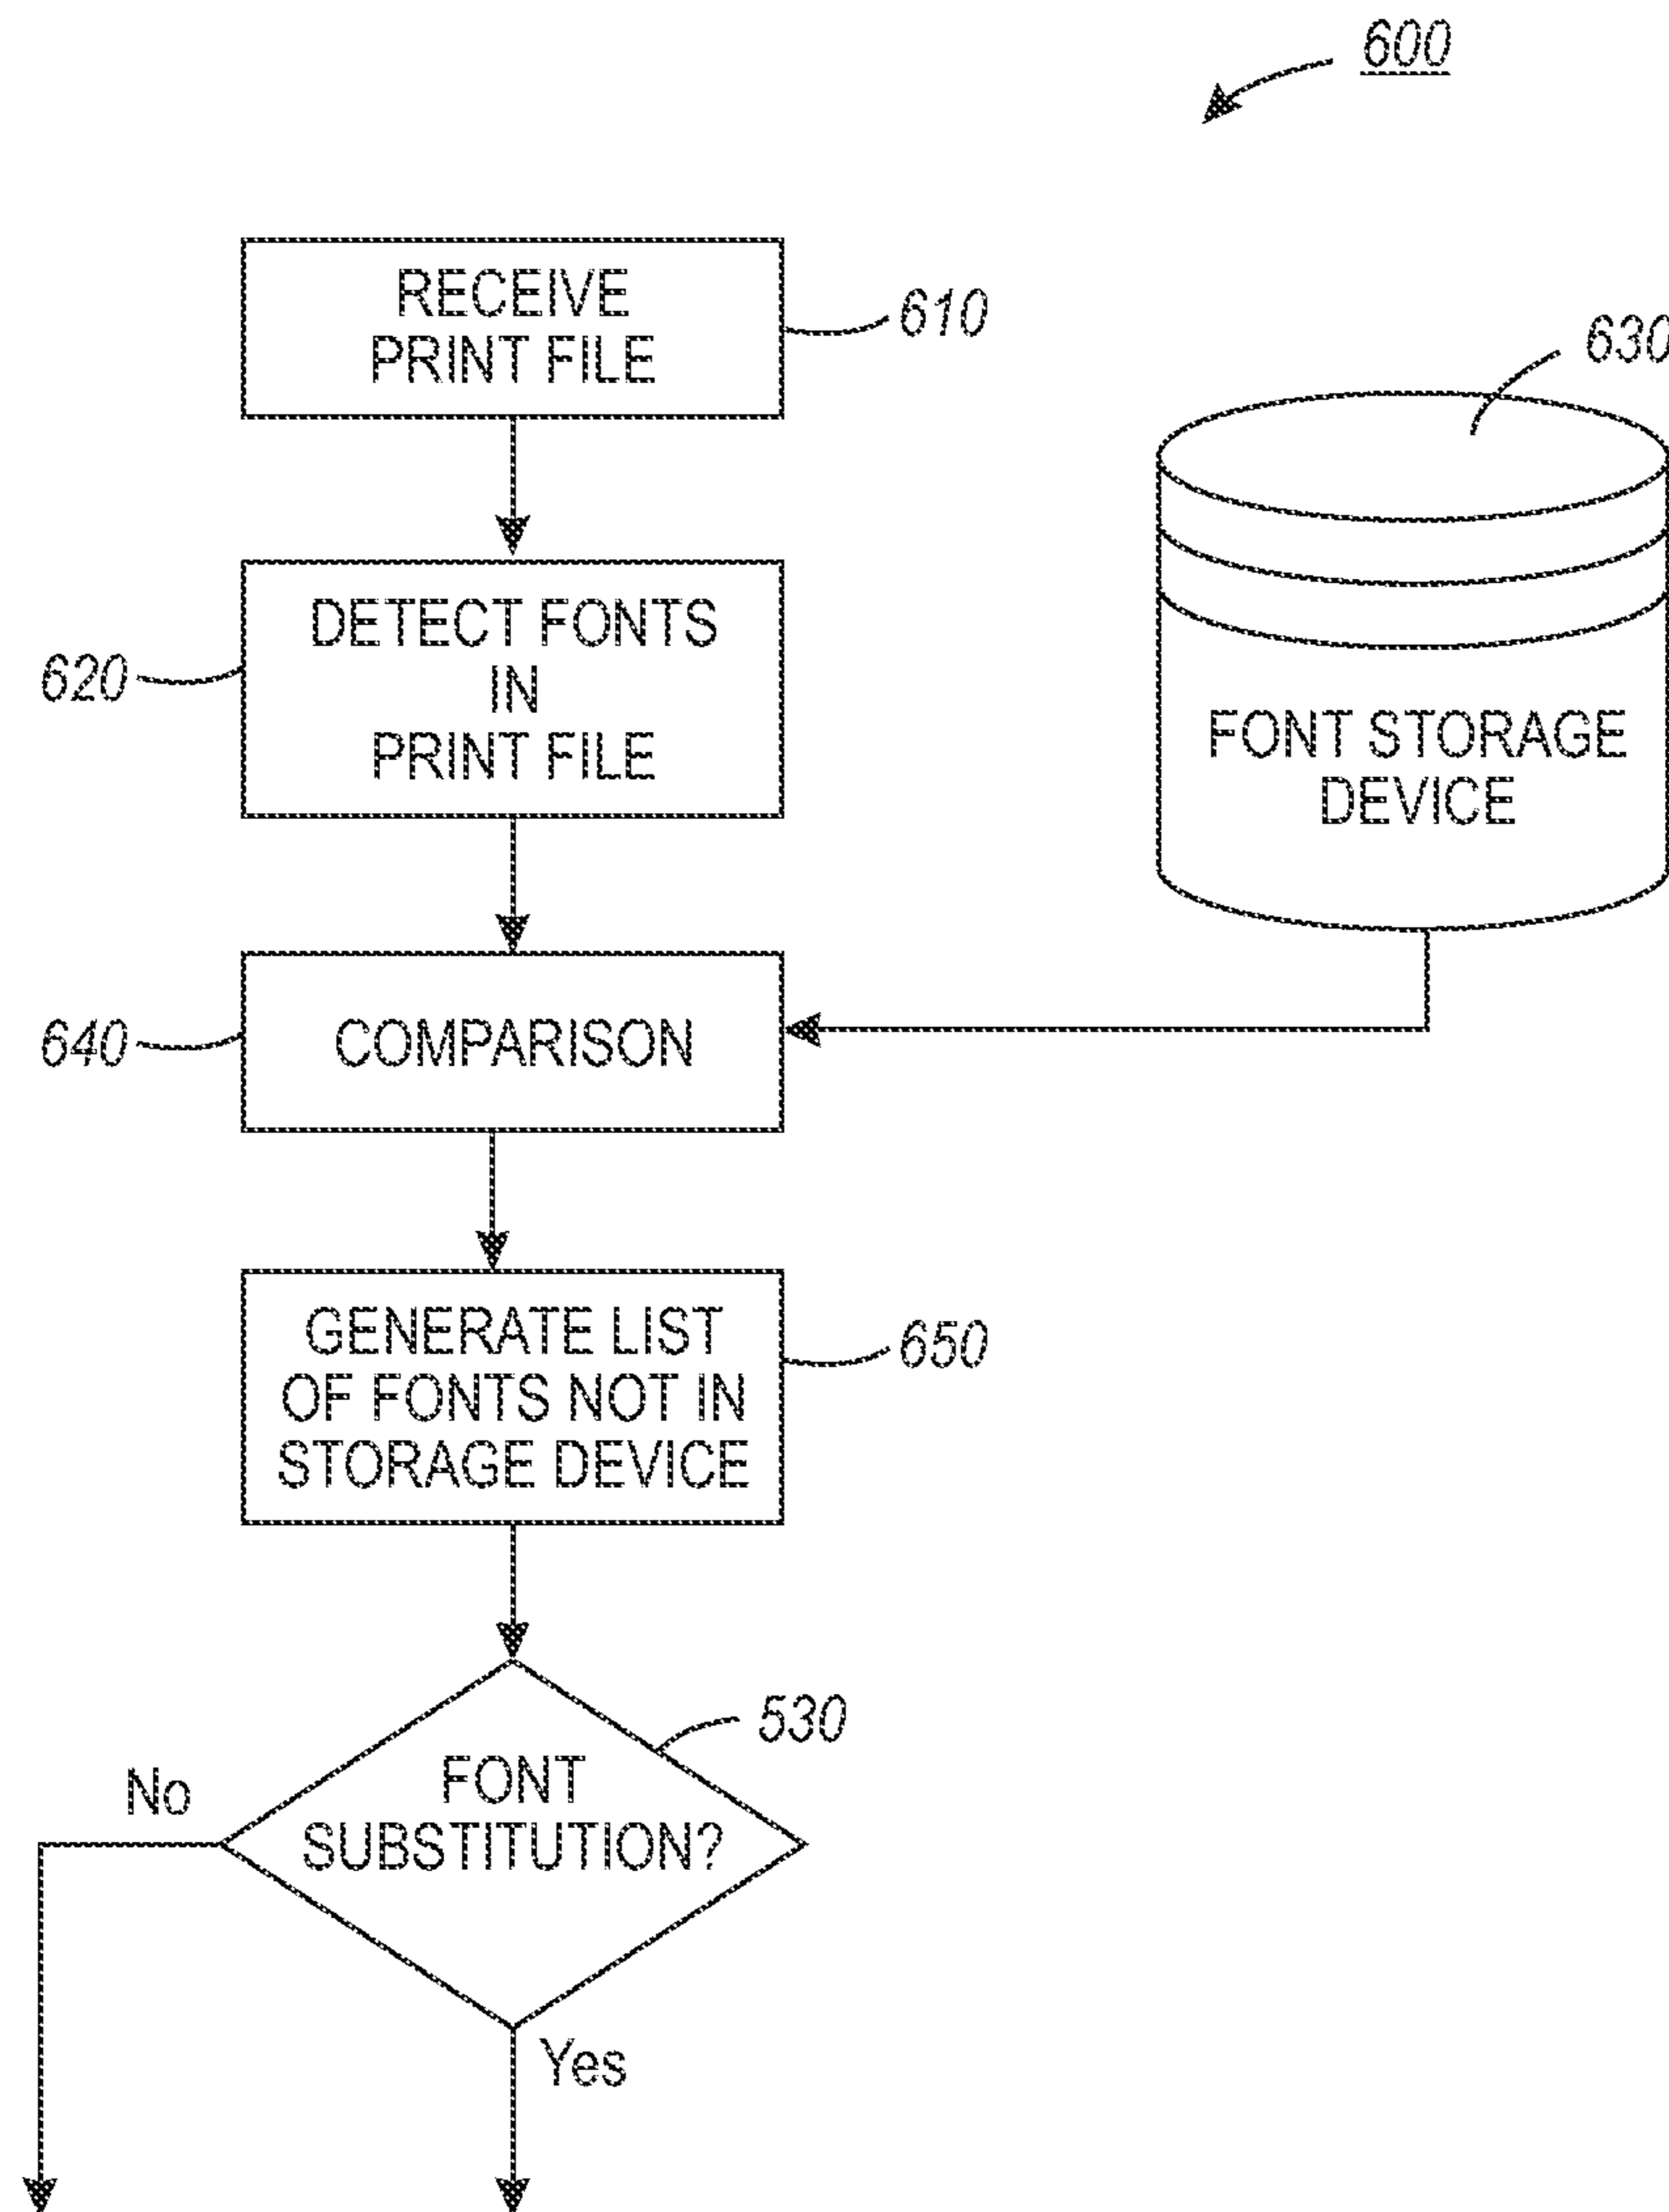 600
RECEIVE
PRINT FILE
610
630
DETECT FONTS
IN
PRINT FILE
620
FONT STORAGE
DEVICE
640
COMPARISON
GENERATE LIST
OF FONTS NOT IN
STORAGE DEVICE
650
530
FONT
SUBSTITUTION?
No
Yes